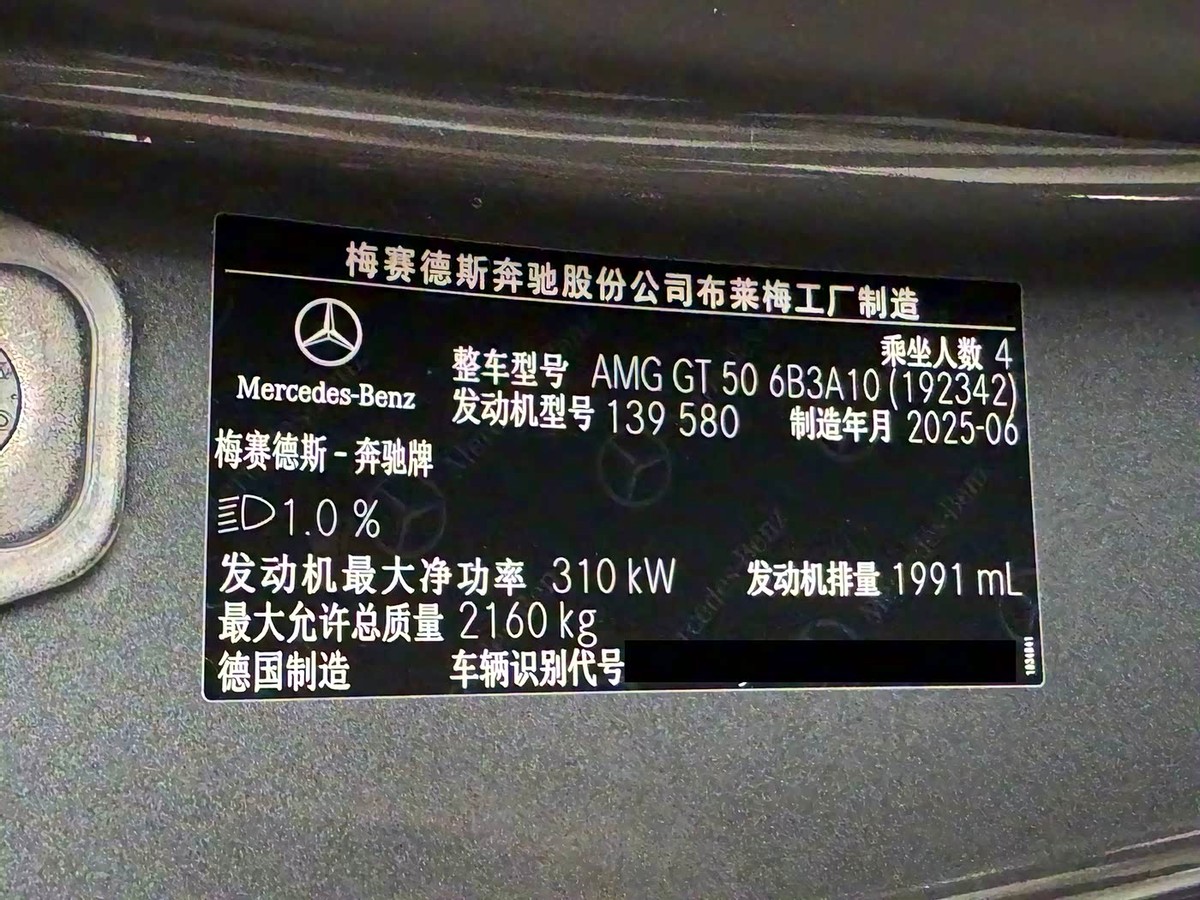 梅赛德斯奔驰股份公司布莱梅工厂制造
乘坐人数 4
Mercedes-Benz
整车型号 AMG GT 50 6B3A10 (192342)
发动机型号 139 580 制造年月 2025-06
梅赛德斯-奔驰牌
1.0 %
发动机最大净功率 310 kW 发动机排量 1991 mL
最大允许总质量 2160 kg
德国制造 车辆识别代号